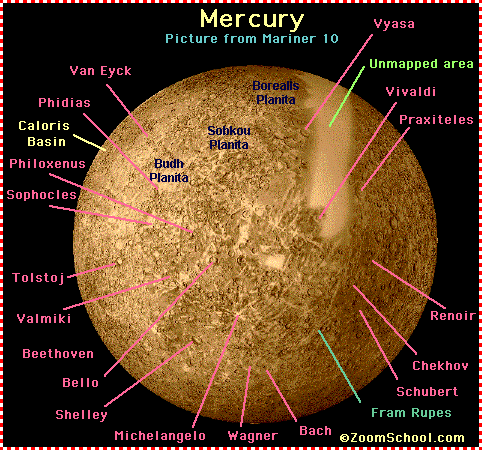 Mercury
Picture from Mariner 10
Vyasa
Unmapped area
Van Eyck
Borealis
Planita
Vivaldi
Phidias
Praxiteles
Caloris
Basin
Sobkou
Planita
Philoxenus
Budh
Planita
Sophocles
Tolstoj
Renoir
Valmiki
Beethoven
Chekhov
Bello
Schubert
Shelley
Fram Rupes
Michelangelo
Wagner
Bach
©ZoomSchool.com